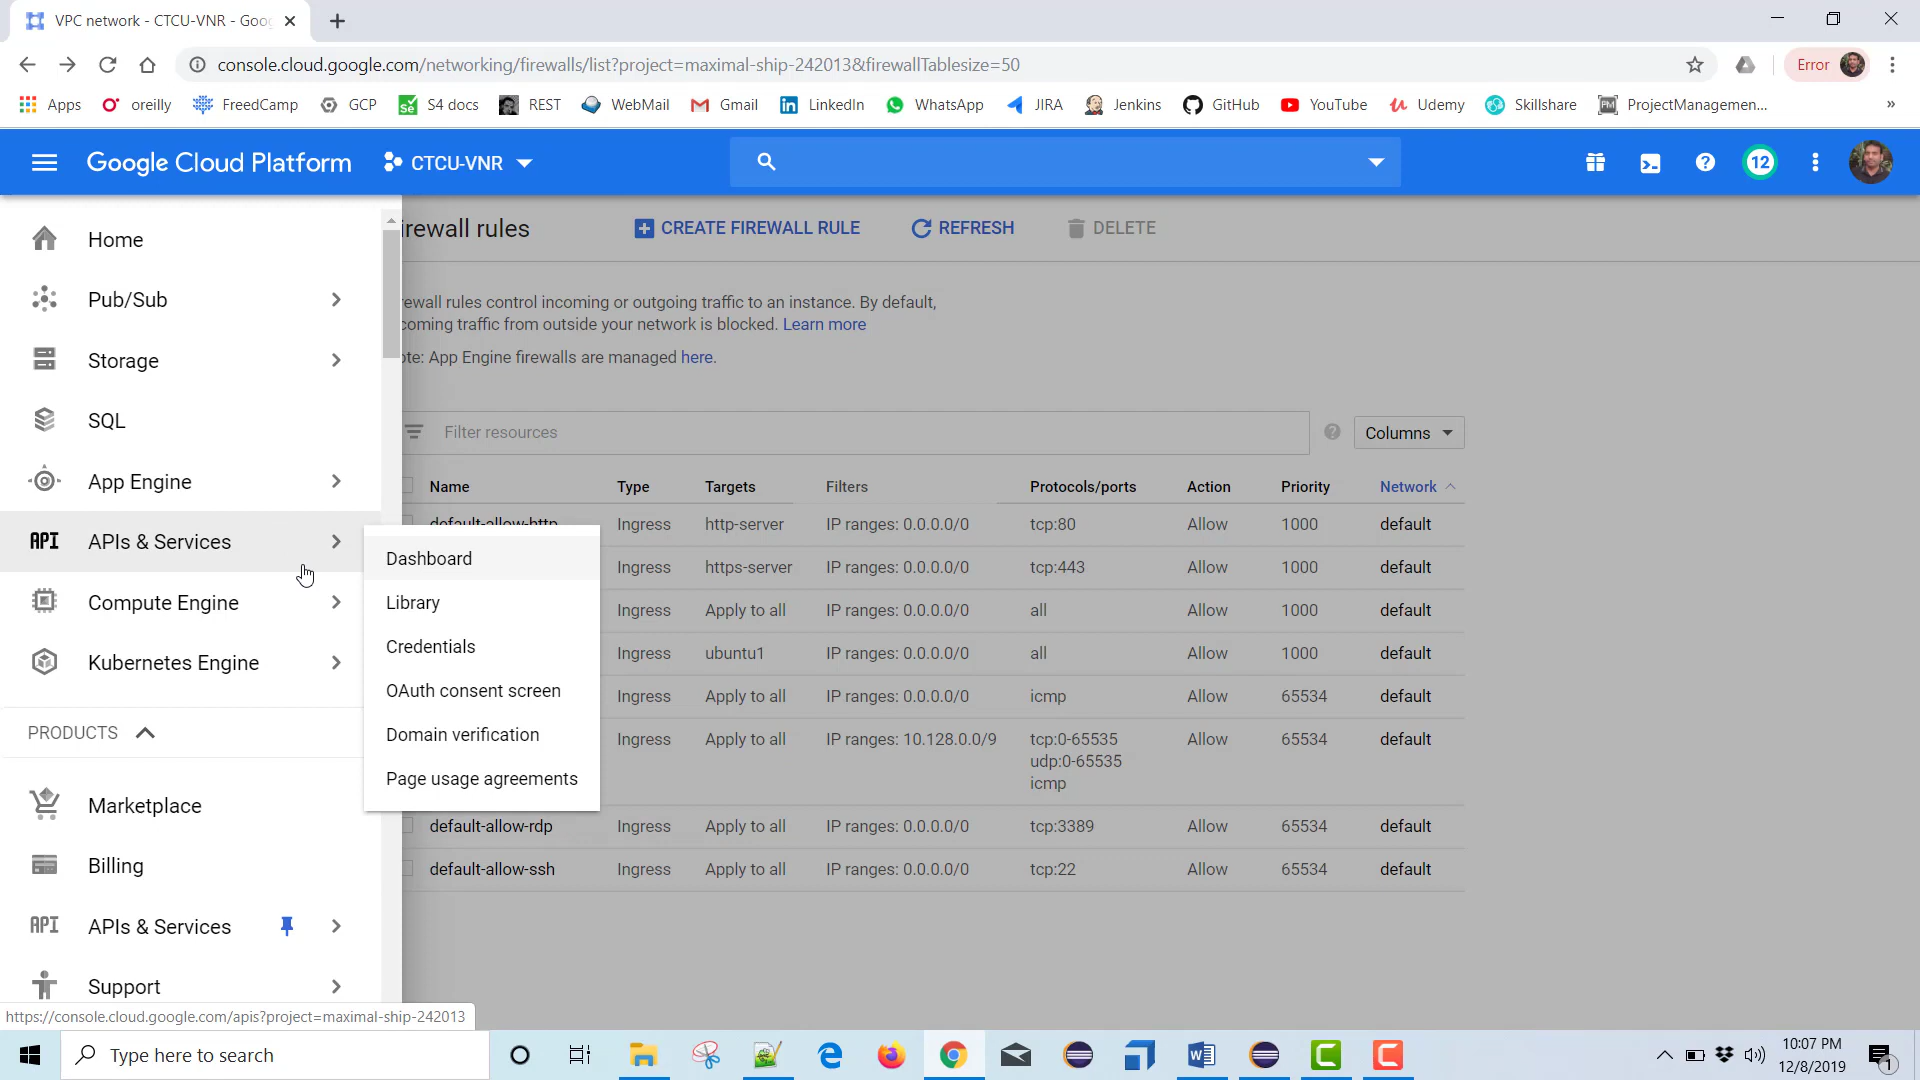 VPC network - CTCU-VNR - Goo
console.cloud.google.com/networking/firewalls/list?project=maximal-ship-242013&firewallTablesize=50
Error
Apps
oreilly
FreedCamp
GCP
S4 docs
REST
WebMail
Gmail
LinkedIn
WhatsApp
JIRA
Jenkins
GitHub
YouTube
Udemy
Skillshare
ProjectManagemen...
»
Google Cloud Platform
CTCU-VNR
12
Home
Pub/Sub
Storage
SQL
App Engine
API APIs & Services
Compute Engine
Kubernetes Engine
PRODUCTS
Marketplace
Billing
API APIs & Services
Support
Dashboard
Library
Credentials
OAuth consent screen
Domain verification
Page usage agreements
irewall rules
CREATE FIREWALL RULE
REFRESH
DELETE
ewall rules control incoming or outgoing traffic to an instance. By default,
coming traffic from outside your network is blocked. Learn more
ote: App Engine firewalls are managed here.
Filter resources
Columns
Name Type Targets Filters Protocols/ports Action Priority Network
default-allow-http Ingress http-server IP ranges: 0.0.0.0/0 tcp:80 Allow 1000 default
Ingress https-server IP ranges: 0.0.0.0/0 tcp:443 Allow 1000 default
Ingress Apply to all IP ranges: 0.0.0.0/0 all Allow 1000 default
Ingress ubuntu1 IP ranges: 0.0.0.0/0 all Allow 1000 default
Ingress Apply to all IP ranges: 0.0.0.0/0 icmp Allow 65534 default
Ingress Apply to all IP ranges: 10.128.0.0/9 tcp:0-65535 Allow 65534 default
udp:0-65535
icmp
default-allow-rdp Ingress Apply to all IP ranges: 0.0.0.0/0 tcp:3389 Allow 65534 default
default-allow-ssh Ingress Apply to all IP ranges: 0.0.0.0/0 tcp:22 Allow 65534 default
https://console.cloud.google.com/apis?project=maximal-ship-242013
Type here to search
10:07 PM
12/8/2019
1